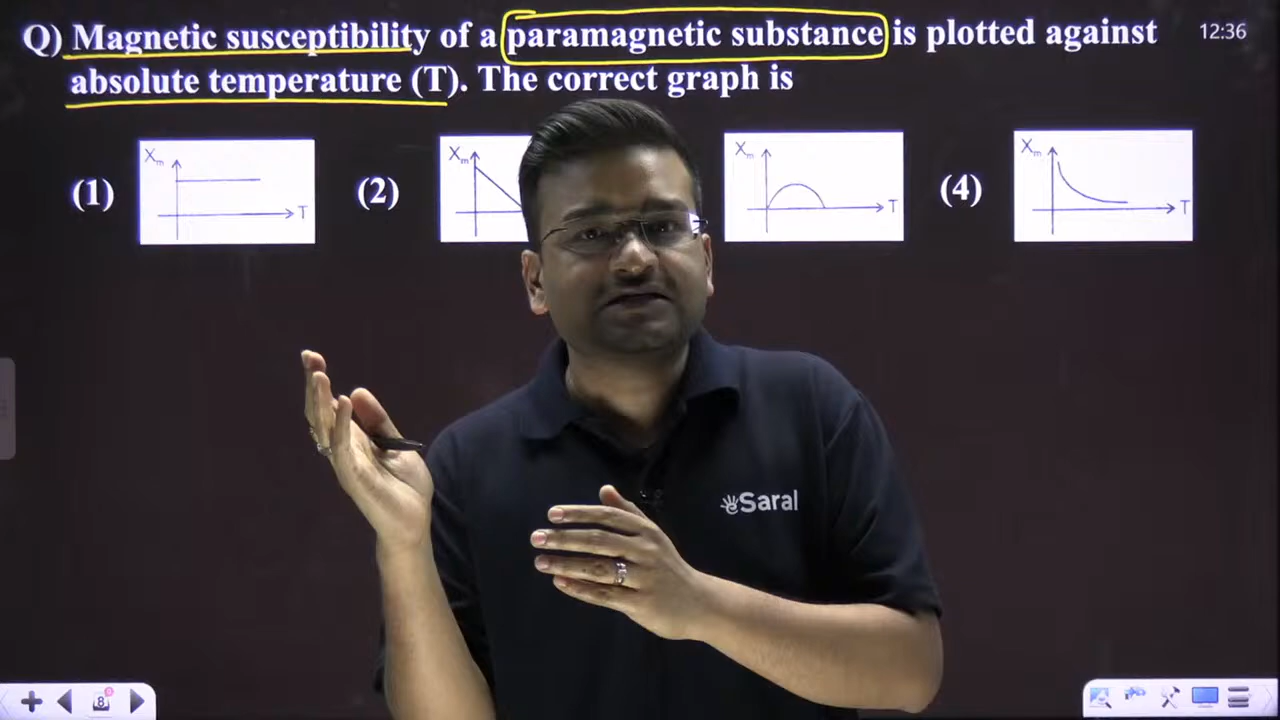 Q) Magnetic susceptibility of a paramagnetic substance is plotted against
absolute temperature (T). The correct graph is
12:36
(1)
Xm
T
(2)
Xm
Xm
T
(4)
Xm
T
eSaral
8